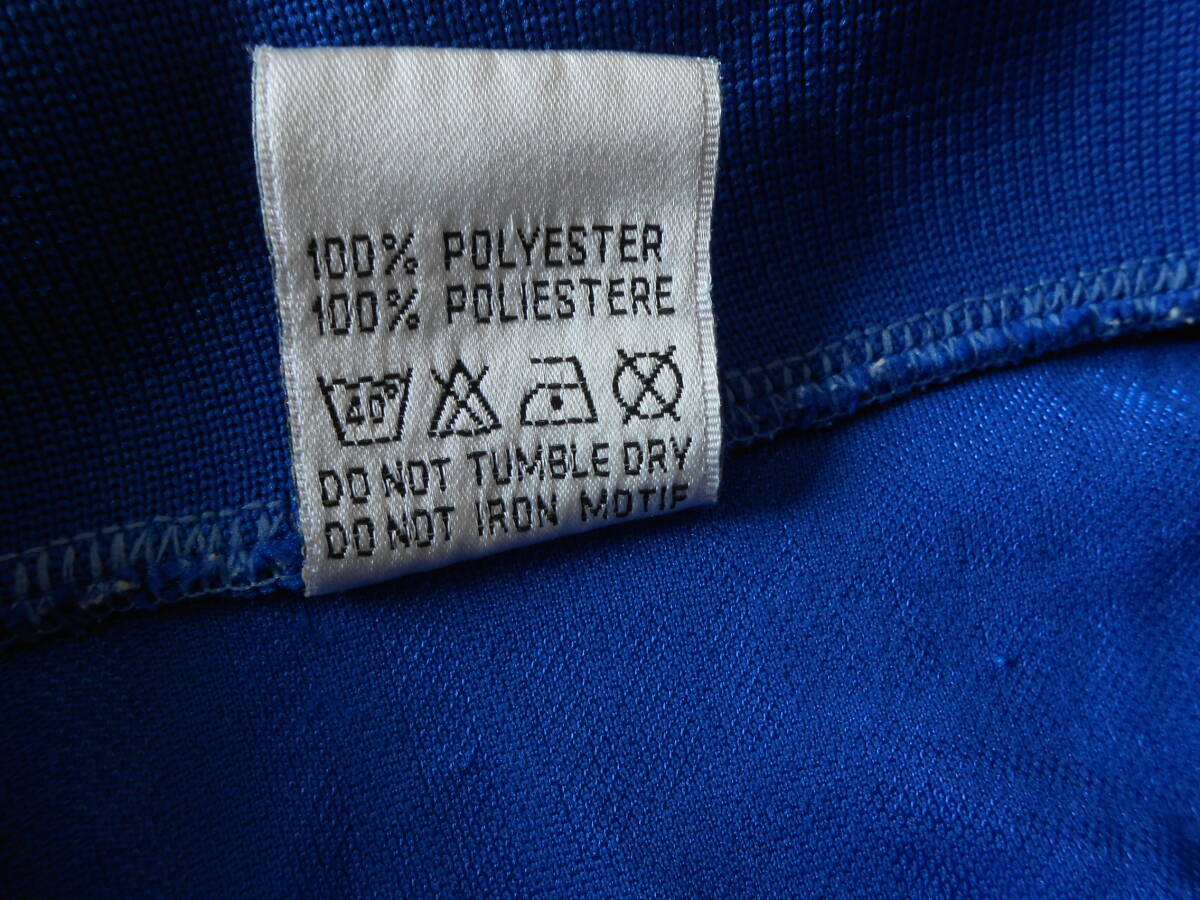 100% POLYESTER
100% POLIESTERE
40°
DO NOT TUMBLE DRY
DO NOT IRON MOTIF